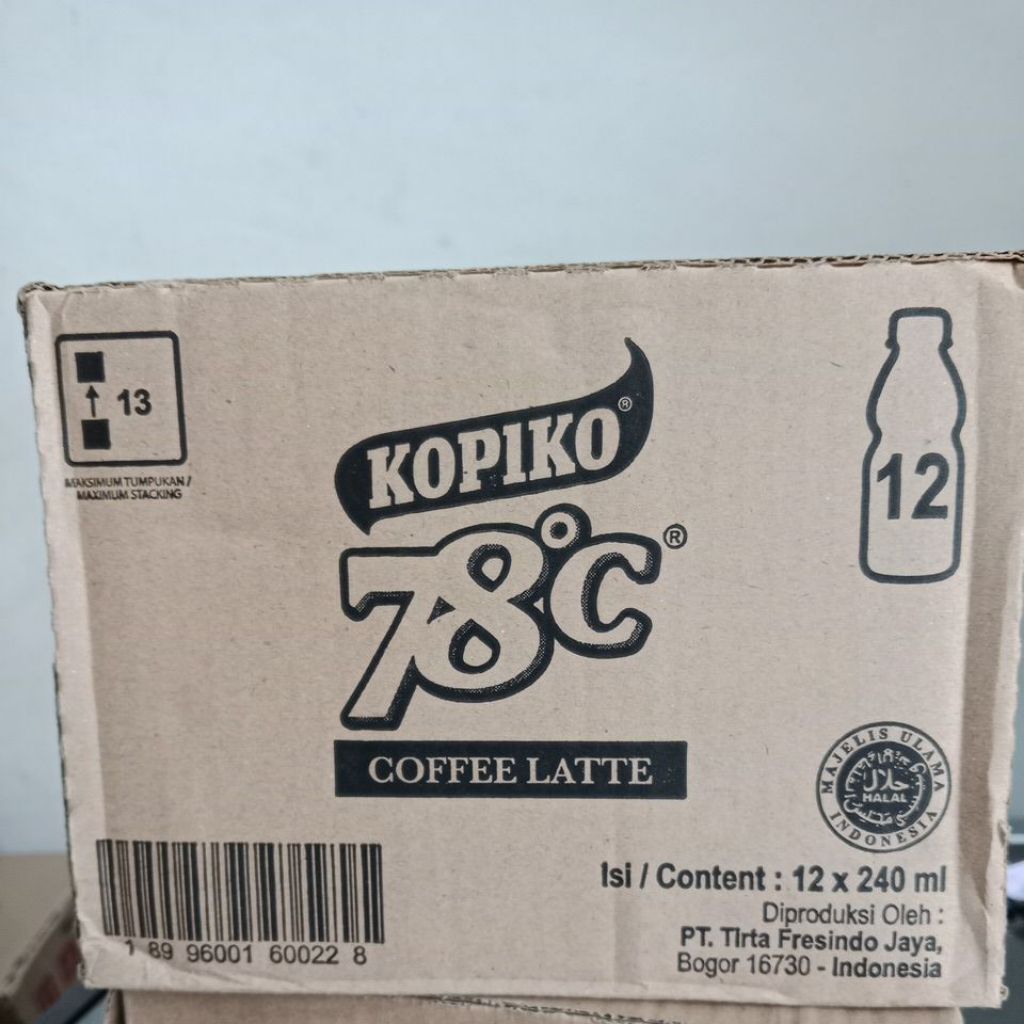 13
MAKSIMUM TUMPUKAN /
MAXIMUM STACKING
KOPIKO®
78°C®
COFFEE LATTE
12
MAJELIS ULAMA
حلال
HALAL
INDONESIA
1 89 96001 60022 8
Isi / Content : 12 x 240 ml
Diproduksi Oleh :
PT. Tirta Fresindo Jaya,
Bogor 16730 - Indonesia